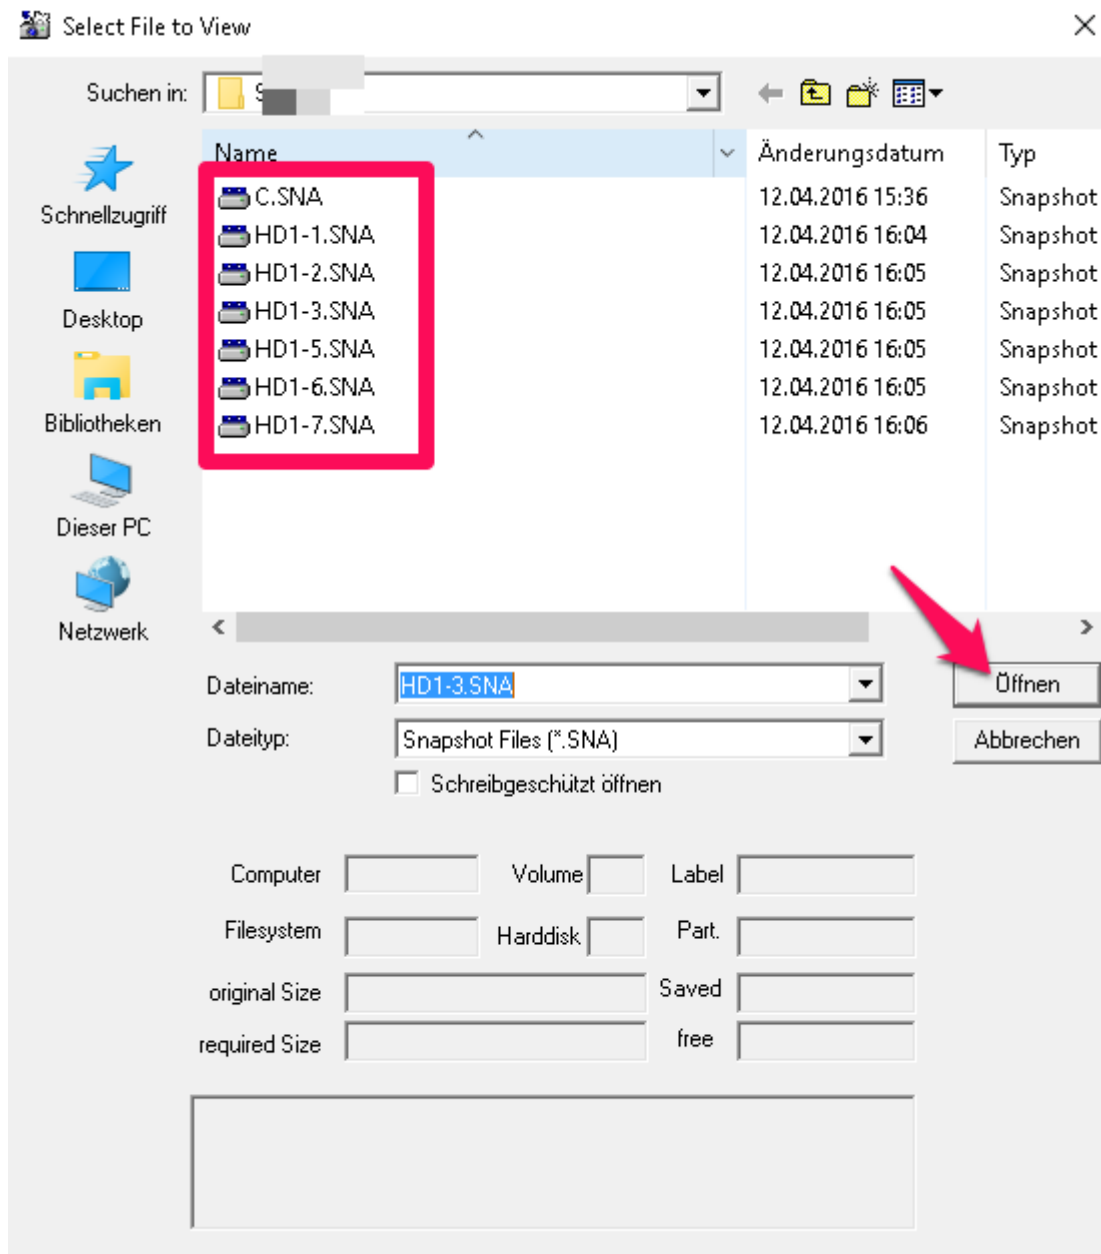 Select File to View
Suchen in:
Name Änderungsdatum Typ
C.SNA 12.04.2016 15:36 Snapshot
HD1-1.SNA 12.04.2016 16:04 Snapshot
HD1-2.SNA 12.04.2016 16:05 Snapshot
HD1-3.SNA 12.04.2016 16:05 Snapshot
HD1-5.SNA 12.04.2016 16:05 Snapshot
HD1-6.SNA 12.04.2016 16:05 Snapshot
HD1-7.SNA 12.04.2016 16:06 Snapshot
Schnellzugriff
Desktop
Bibliotheken
Dieser PC
Netzwerk
Dateiname: HD1-3.SNA Öffnen
Dateityp: Snapshot Files (*.SNA) Abbrechen
Schreibgeschützt öffnen
Computer Volume Label
Filesystem Harddisk Part.
original Size Saved
required Size free